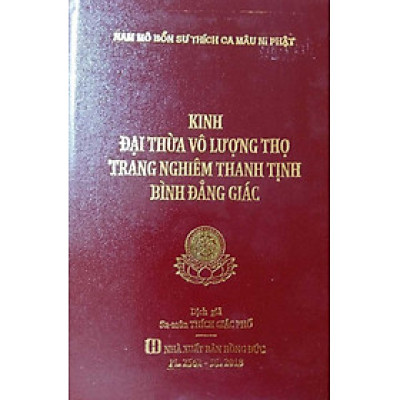 NAM MÔ BỔN SƯ THÍCH CA MÂU NI PHẬT
KINH
ĐẠI THỪA VÔ LƯỢNG THỌ
TRANG NGHIÊM THANH TỊNH
BÌNH ĐẲNG GIÁC
Dịch giả
Sa-môn THÍCH GIÁC PHỔ
NHÀ XUẤT BẢN HỒNG ĐỨC